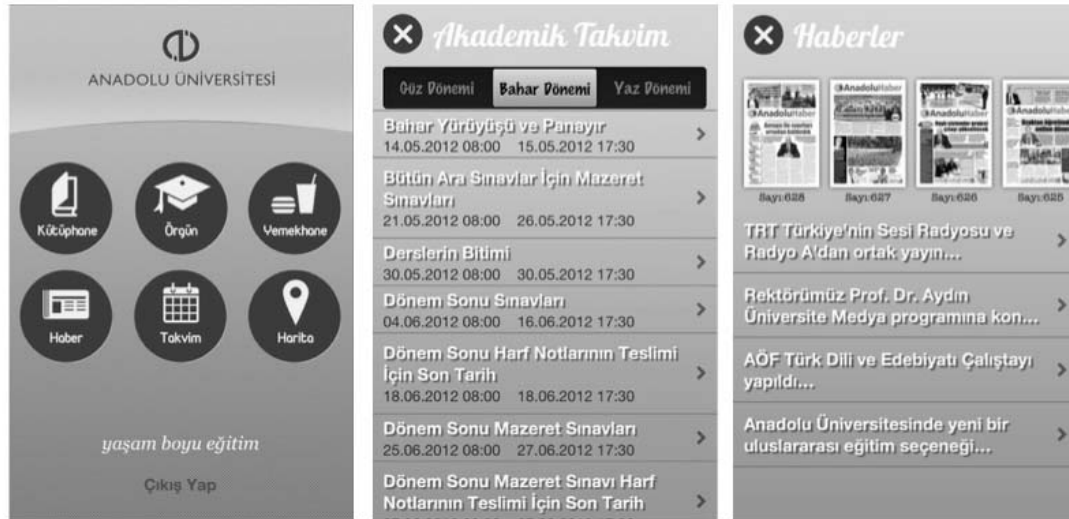 ANADOLU ÜNİVERSİTESİ
Kütüphane
Örgün
Yemekhane
Haber
Takvim
Harita
yaşam boyu eğitim
Çıkış Yap
Akademik Takvim
Güz Dönemi
Bahar Dönemi
Yaz Dönemi
Bahar Yürüyüşü ve Panayır
14.05.2012 08:00 15.05.2012 17:30
Bütün Ara Sınavlar İçin Mazeret
Sınavları
21.05.2012 08:00 26.05.2012 17:30
Derslerin Bitimi
30.05.2012 08:00 30.05.2012 17:30
Dönem Sonu Sınavları
04.06.2012 08:00 16.06.2012 17:30
Dönem Sonu Harf Notlarının Teslimi
İçin Son Tarih
18.06.2012 08:00 18.06.2012 17:30
Dönem Sonu Mazeret Sınavları
25.06.2012 08:00 27.06.2012 17:30
Dönem Sonu Mazeret Sınavı Harf
Notlarının Teslimi İçin Son Tarih
Haberler
AnadoluHaber
AnadoluHaber
AnadoluHaber
AnadoluHaber
Sayı:628
Sayı:627
Sayı:626
Sayı:625
TRT Türkiye'nin Sesi Radyosu ve
Radyo A'dan ortak yayın...
Rektörümüz Prof. Dr. Aydın
Üniversite Medya programına kon...
AÖF Türk Dili ve Edebiyatı Çalıştayı
yapıldı...
Anadolu Üniversitesinde yeni bir
uluslararası eğitim seçeneği...